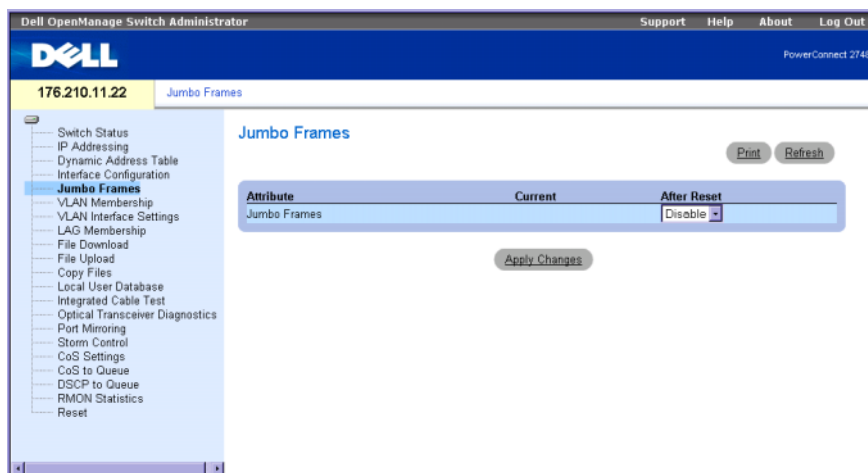 Dell OpenManage Switch Administrator Support Help About Log Out
DELL
PowerConnect 2748
176.210.11.22 Jumbo Frames
Switch Status
IP Addressing
Dynamic Address Table
Interface Configuration
Jumbo Frames
VLAN Membership
VLAN Interface Settings
LAG Membership
File Download
File Upload
Copy Files
Local User Database
Integrated Cable Test
Optical Transceiver Diagnostics
Port Mirroring
Storm Control
CoS Settings
CoS to Queue
DSCP to Queue
RMON Statistics
Reset
Jumbo Frames
Print Refresh
Attribute Current After Reset
Jumbo Frames Disable
Apply Changes